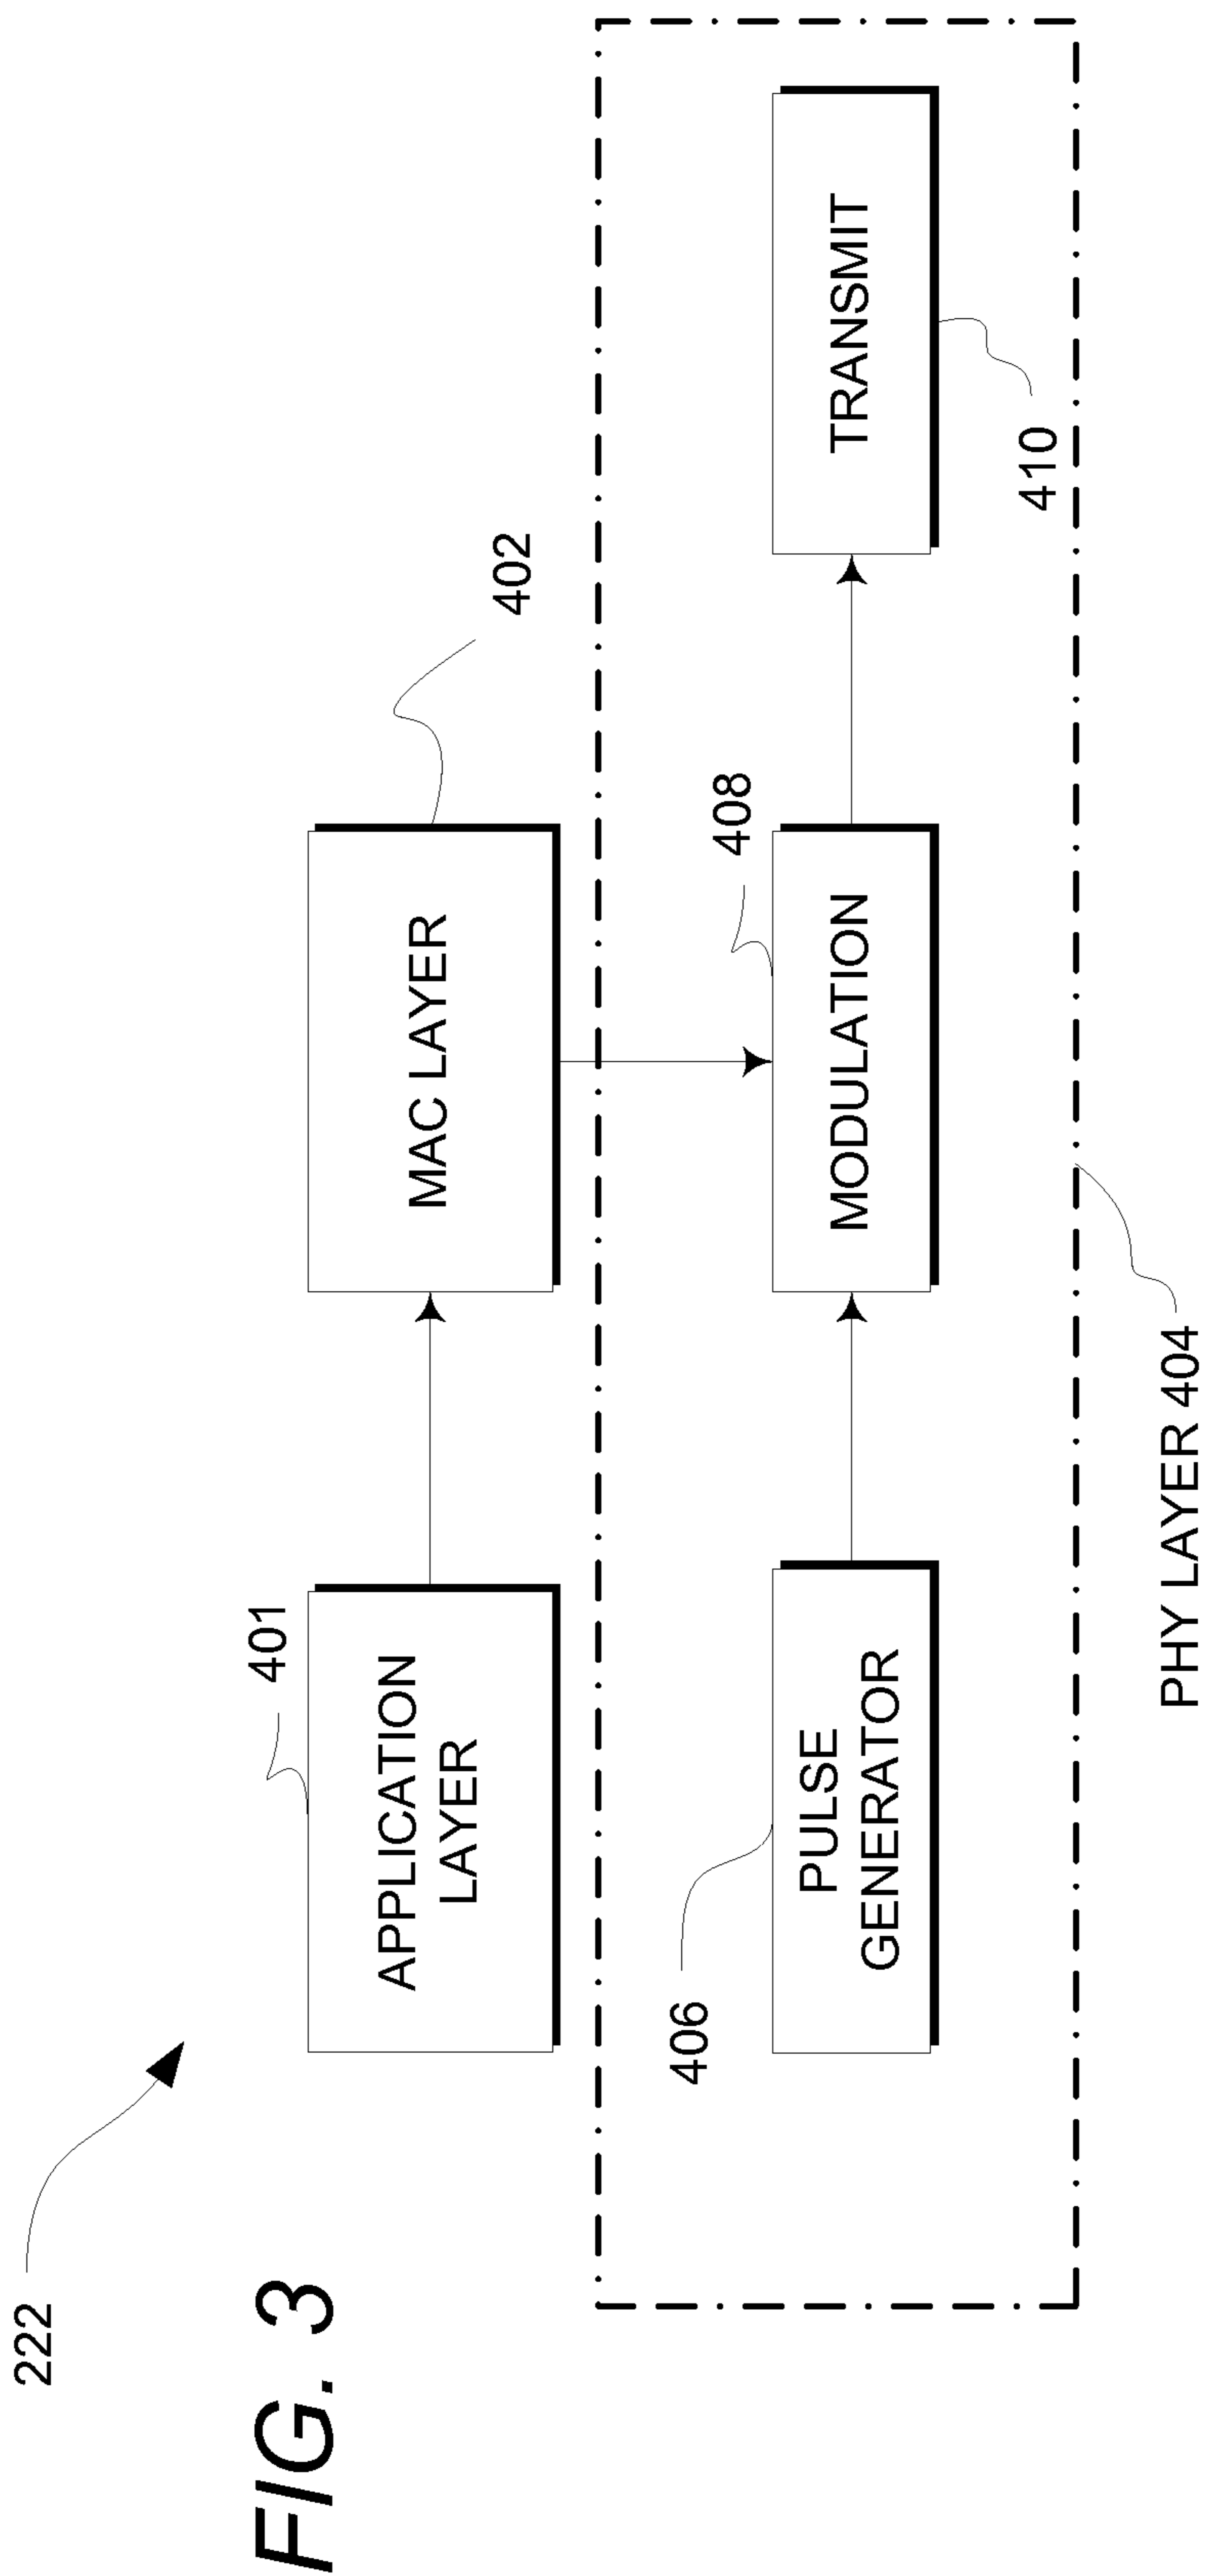 222
FIG. 3
401
APPLICATION
LAYER
MAC LAYER
402
406
PULSE
GENERATOR
408
MODULATION
TRANSMIT
410
PHY LAYER 404